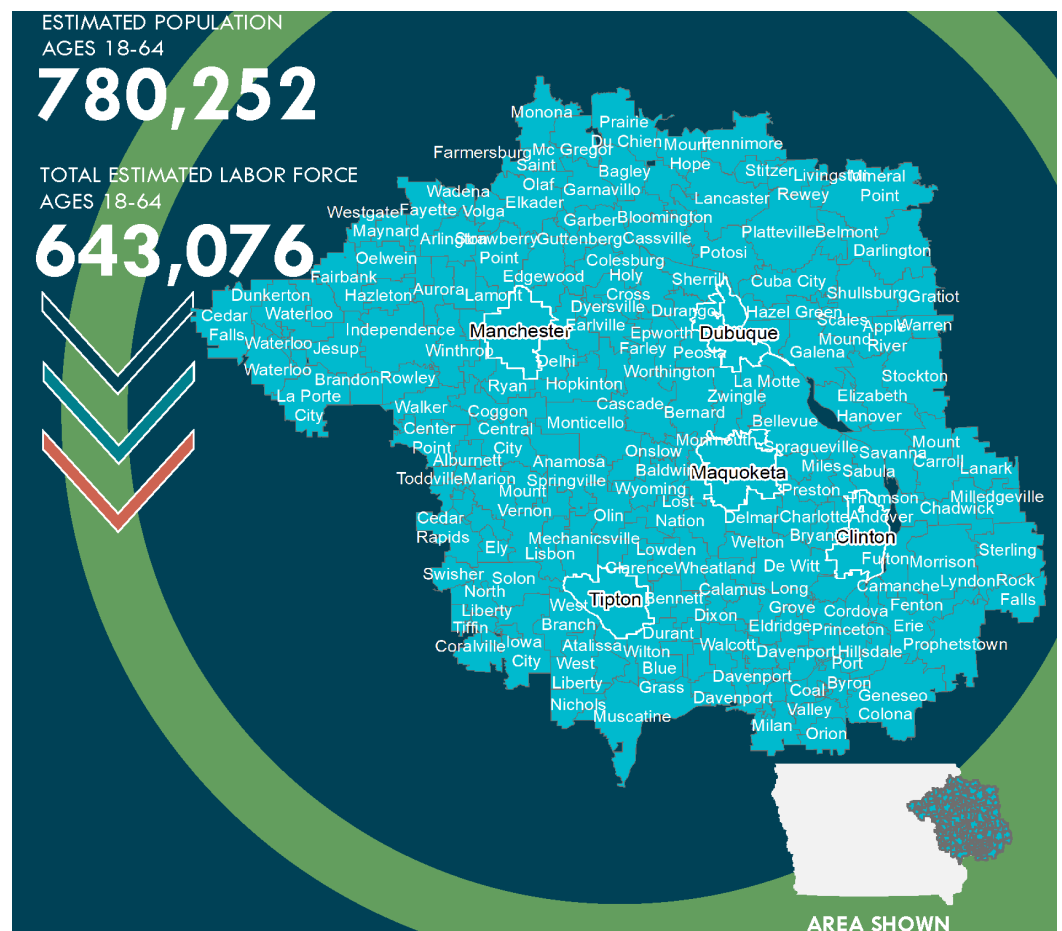 ESTIMATED POPULATION
AGES 18-64
780,252
TOTAL ESTIMATED LABOR FORCE
AGES 18-64
643,076
Monona
Prairie
Du Chien
Farmersburg
Mc Gregor
Mount
Hope
Fennimore
Saint
Olaf
Bagley
Stitzer
Livingston
Mineral
Point
Wadena
Elkader
Garnavillo
Lancaster
Rewey
Westgate
Fayette
Volga
Garber
Bloomington
Maynard
Arlington
Strawberry
Point
Guttenberg
Cassville
Platteville
Belmont
Oelwein
Potosi
Darlington
Fairbank
Edgewood
Colesburg
Holy
Cross
Sherrill
Cuba City
Dunkerton
Hazleton
Aurora
Lamont
Shullsburg
Gratiot
Cedar
Falls
Waterloo
Dyersville
Durango
Hazel Green
Independence
Manchester
Earlville
Epworth
Dubuque
Scales
Mound
Apple
River
Warren
Waterloo
Jesup
Winthrop
Delhi
Farley
Peosta
Galena
Waterloo
Brandon
Rowley
Ryan
Hopkinton
Worthington
La Motte
Stockton
La Porte
City
Walker
Coggon
Cascade
Zwingle
Elizabeth
Center
Point
Central
City
Monticello
Bernard
Bellevue
Hanover
Alburnett
Onslow
Monmouth
Spragueville
Savanna
Mount
Carroll
Toddville
Marion
Anamosa
Springville
Baldwin
Maquoketa
Miles
Sabula
Lanark
Mount
Vernon
Wyoming
Preston
Thomson
Milledgeville
Cedar
Rapids
Olin
Lost
Nation
Delmar
Charlotte
Andover
Chadwick
Ely
Mechanicsville
Lisbon
Lowden
Welton
Bryant
Clinton
Sterling
Swisher
Solon
Clarence
Wheatland
De Witt
Fulton
Morrison
North
Liberty
Tipton
Bennett
Calamus
Long
Grove
Camanche
Lyndon
Rock
Falls
Tiffin
West
Branch
Dixon
Cordova
Fenton
Coralville
Iowa
City
Durant
Eldridge
Princeton
Erie
Atalissa
Wilton
Walcott
Davenport
Hillsdale
Prophetstown
West
Liberty
Blue
Grass
Davenport
Port
Byron
Nichols
Davenport
Coal
Valley
Geneseo
Muscatine
Milan
Orion
Colona
AREA SHOWN